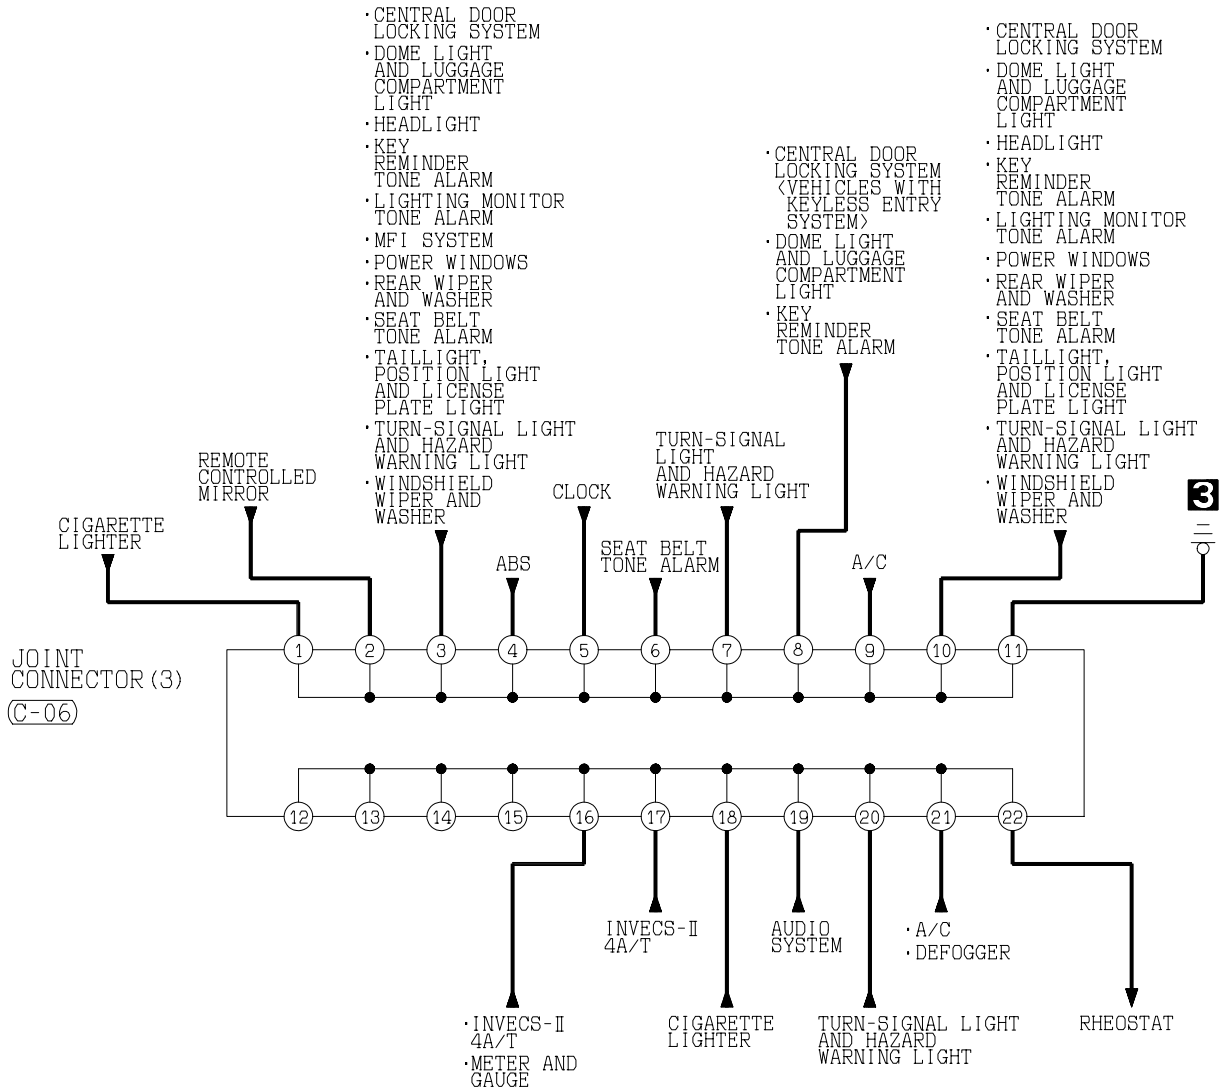 ·CENTRAL DOOR
LOCKING SYSTEM
·DOME LIGHT
AND LUGGAGE
COMPARTMENT
LIGHT
·HEADLIGHT
·KEY
REMINDER
TONE ALARM
·LIGHTING MONITOR
TONE ALARM
·MFI SYSTEM
·POWER WINDOWS
·REAR WIPER
AND WASHER
·SEAT BELT
TONE ALARM
·TAILLIGHT,
POSITION LIGHT
AND LICENSE
PLATE LIGHT
·TURN-SIGNAL LIGHT
AND HAZARD
WARNING LIGHT
·WINDSHIELD
WIPER AND
WASHER
·CENTRAL DOOR
LOCKING SYSTEM
<VEHICLES WITH
KEYLESS ENTRY
SYSTEM>
·DOME LIGHT
AND LUGGAGE
COMPARTMENT
LIGHT
·KEY
REMINDER
TONE ALARM
·CENTRAL DOOR
LOCKING SYSTEM
·DOME LIGHT
AND LUGGAGE
COMPARTMENT
LIGHT
·HEADLIGHT
·KEY
REMINDER
TONE ALARM
·LIGHTING MONITOR
TONE ALARM
·POWER WINDOWS
·REAR WIPER
AND WASHER
·SEAT BELT
TONE ALARM
·TAILLIGHT,
POSITION LIGHT
AND LICENSE
PLATE LIGHT
·TURN-SIGNAL LIGHT
AND HAZARD
WARNING LIGHT
·WINDSHIELD
WIPER AND
WASHER
3
CIGARETTE
LIGHTER
REMOTE
CONTROLLED
MIRROR
ABS
CLOCK
SEAT BELT
TONE ALARM
TURN-SIGNAL
LIGHT
AND HAZARD
WARNING LIGHT
A/C
1 2 3 4 5 6 7 8 9 10 11
JOINT
CONNECTOR(3)
C-06
12 13 14 15 16 17 18 19 20 21 22
·INVECS-Ⅱ
4A/T
·METER AND
GAUGE
INVECS-Ⅱ
4A/T
CIGARETTE
LIGHTER
AUDIO
SYSTEM
TURN-SIGNAL LIGHT
AND HAZARD
WARNING LIGHT
·A/C
·DEFOGGER
RHEOSTAT